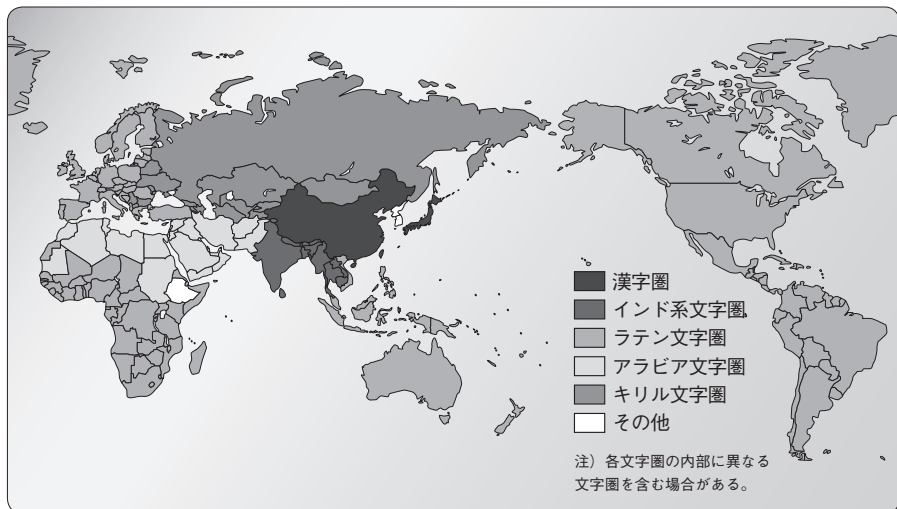 漢字圏
インド系文字圏
ラテン文字圏
アラビア文字圏
キリル文字圏
その他
注）各文字圏の内部に異なる
文字圏を含む場合がある。